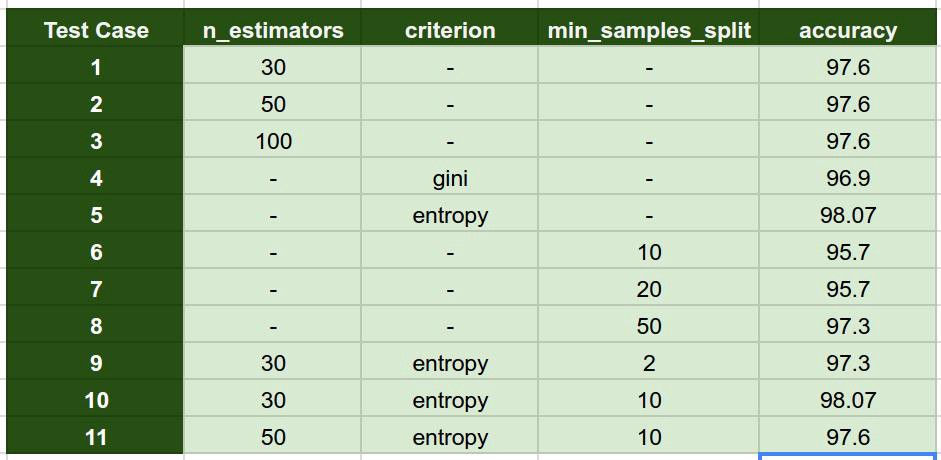 Test Case n_estimators criterion min_samples_split accuracy
1 30 - - 97.6
2 50 - - 97.6
3 100 - - 97.6
4 - gini - 96.9
5 - entropy - 98.07
6 - - 10 95.7
7 - - 20 95.7
8 - - 50 97.3
9 30 entropy 2 97.3
10 30 entropy 10 98.07
11 50 entropy 10 97.6